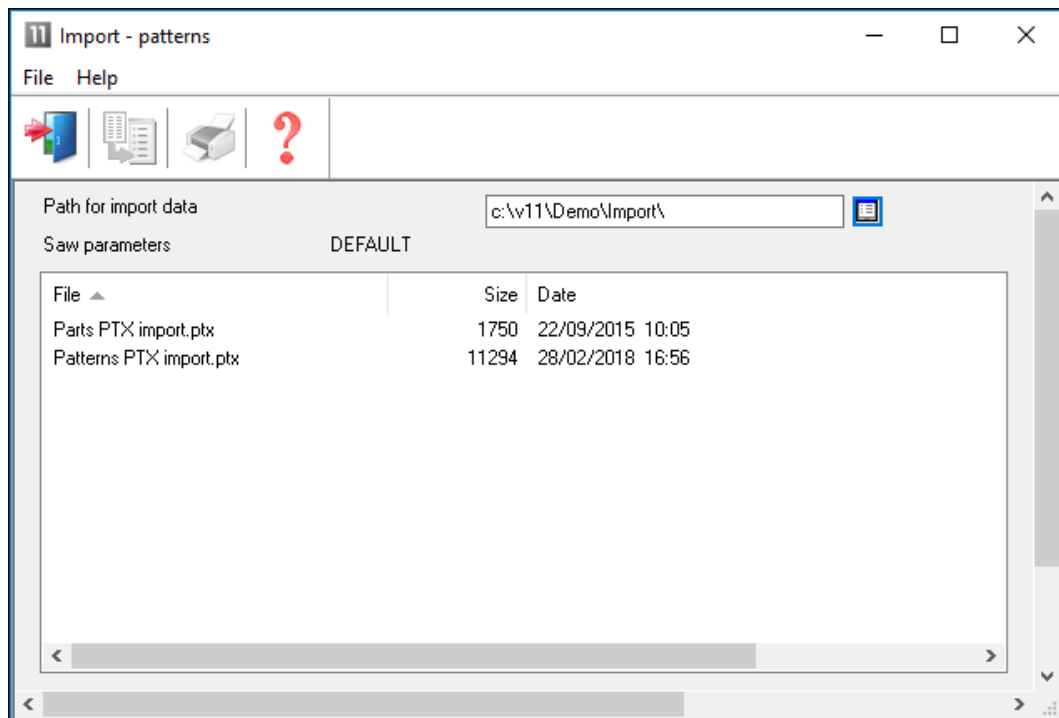 11 Import - patterns
File Help
?
Path for import data c:\v11\Demo\Import\
Saw parameters DEFAULT
File Size Date
Parts PTX import.ptx 1750 22/09/2015 10:05
Patterns PTX import.ptx 11294 28/02/2018 16:56